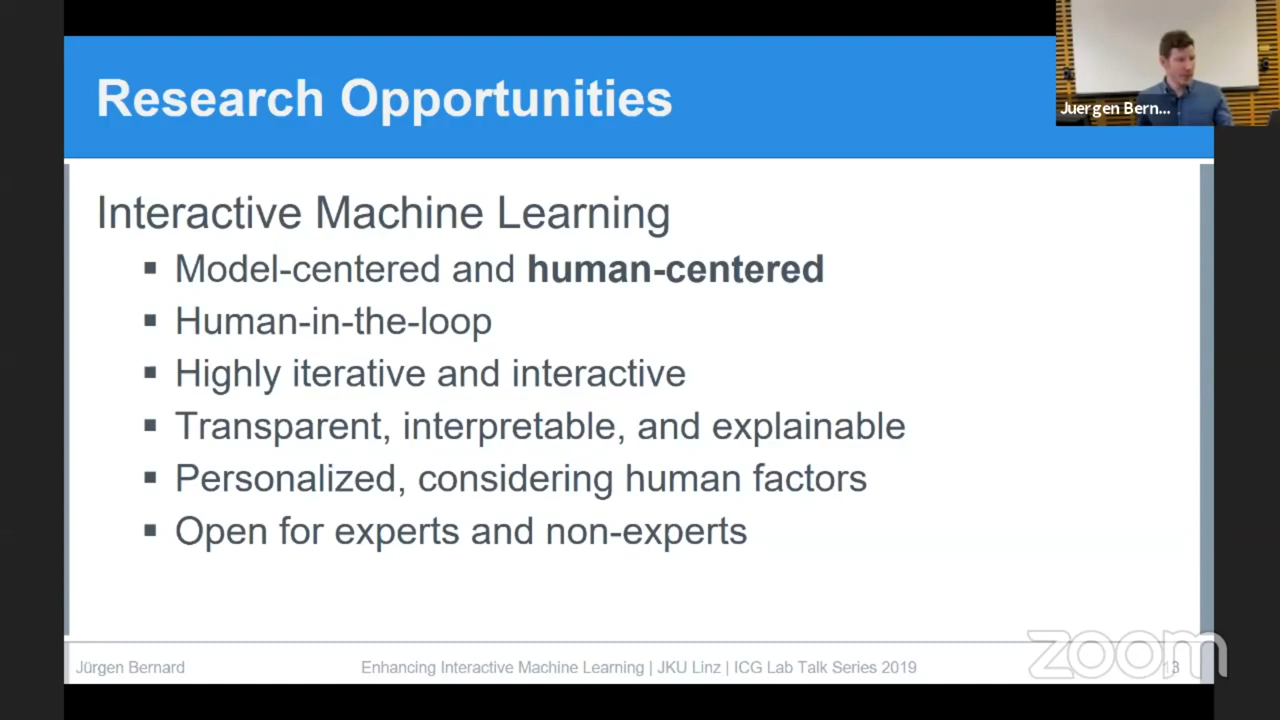 Research Opportunities
Juergen Bern...
Interactive Machine Learning
▪ Model-centered and human-centered
▪ Human-in-the-loop
▪ Highly iterative and interactive
▪ Transparent, interpretable, and explainable
▪ Personalized, considering human factors
▪ Open for experts and non-experts
Jürgen Bernard
Enhancing Interactive Machine Learning | JKU Linz | ICG Lab Talk Series 2019
13
zoom